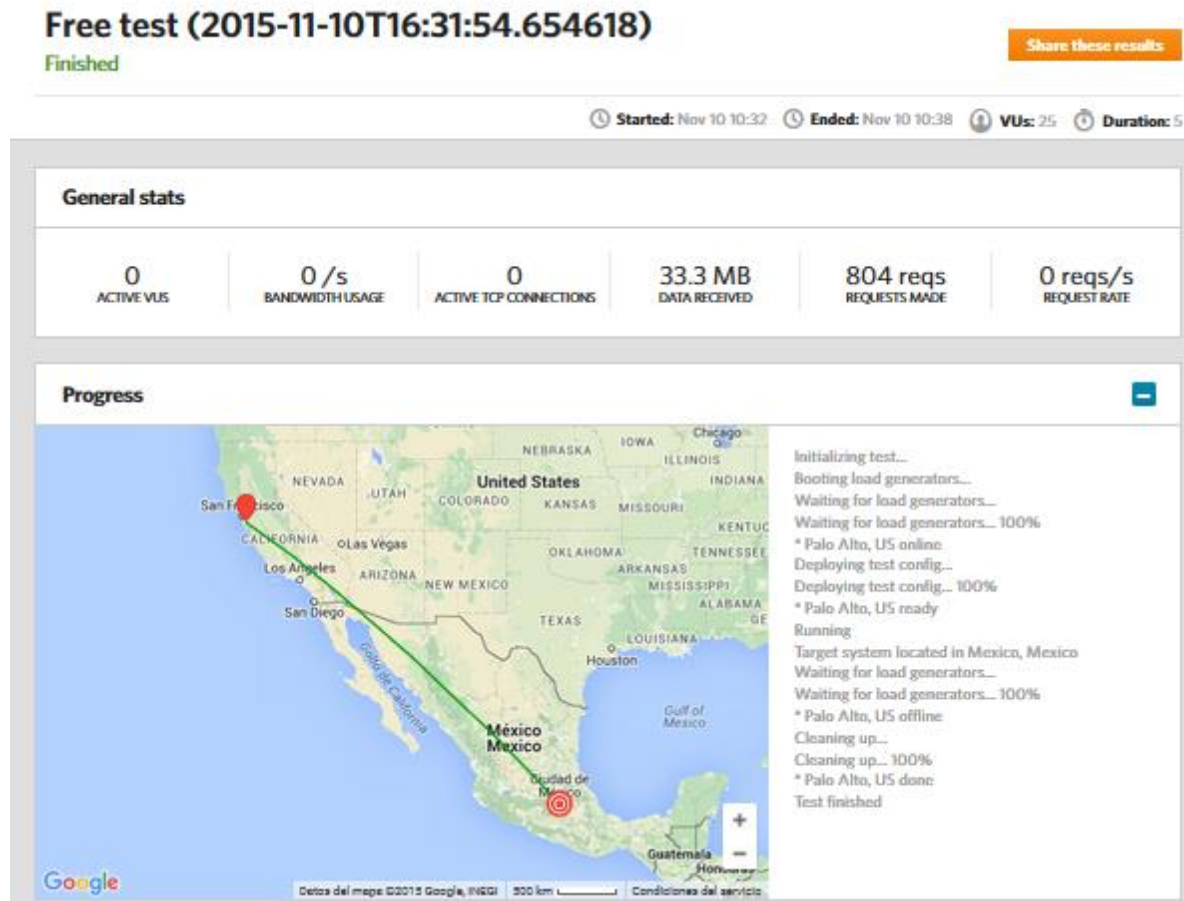 Free test (2015-11-10T16:31:54.654618)
Finished
Share these results
Started: Nov 10 10:32 Ended: Nov 10 10:38 VUs: 25 Duration: 5
General stats
0 0 /s 0 33.3 MB 804 reqs 0 reqs/s
ACTIVE VUS BANDWIDTH USAGE ACTIVE TCP CONNECTIONS DATA RECEIVED REQUESTS MADE REQUEST RATE
Progress
Chicago
NEBRASKA IOWA ILLINOIS
NEVADA United States INDIANA
UTAH COLORADO KANSAS MISSOURI
San Francisco
KENTUC
CALIFORNIA Las Vegas OKLAHOMA TENNESSEE
Los Angeles ARIZONA NEW MEXICO ARKANSAS
MISSISSIPPI
San Diego TEXAS ALABAMA
GE
LOUISIANA
Houston
Golfo de California
Gulf of
Mexico
México
Mexico
Ciudad de
México
Guatemala
Honduras
+
−
Google
Datos del mapa ©2015 Google, INEGI 500 km Condiciones del servicio
Initializing test...
Booting load generators...
Waiting for load generators...
Waiting for load generators... 100%
* Palo Alto, US online
Deploying test config...
Deploying test config... 100%
* Palo Alto, US ready
Running
Target system located in Mexico, Mexico
Waiting for load generators...
Waiting for load generators... 100%
* Palo Alto, US offline
Cleaning up...
Cleaning up... 100%
* Palo Alto, US done
Test finished